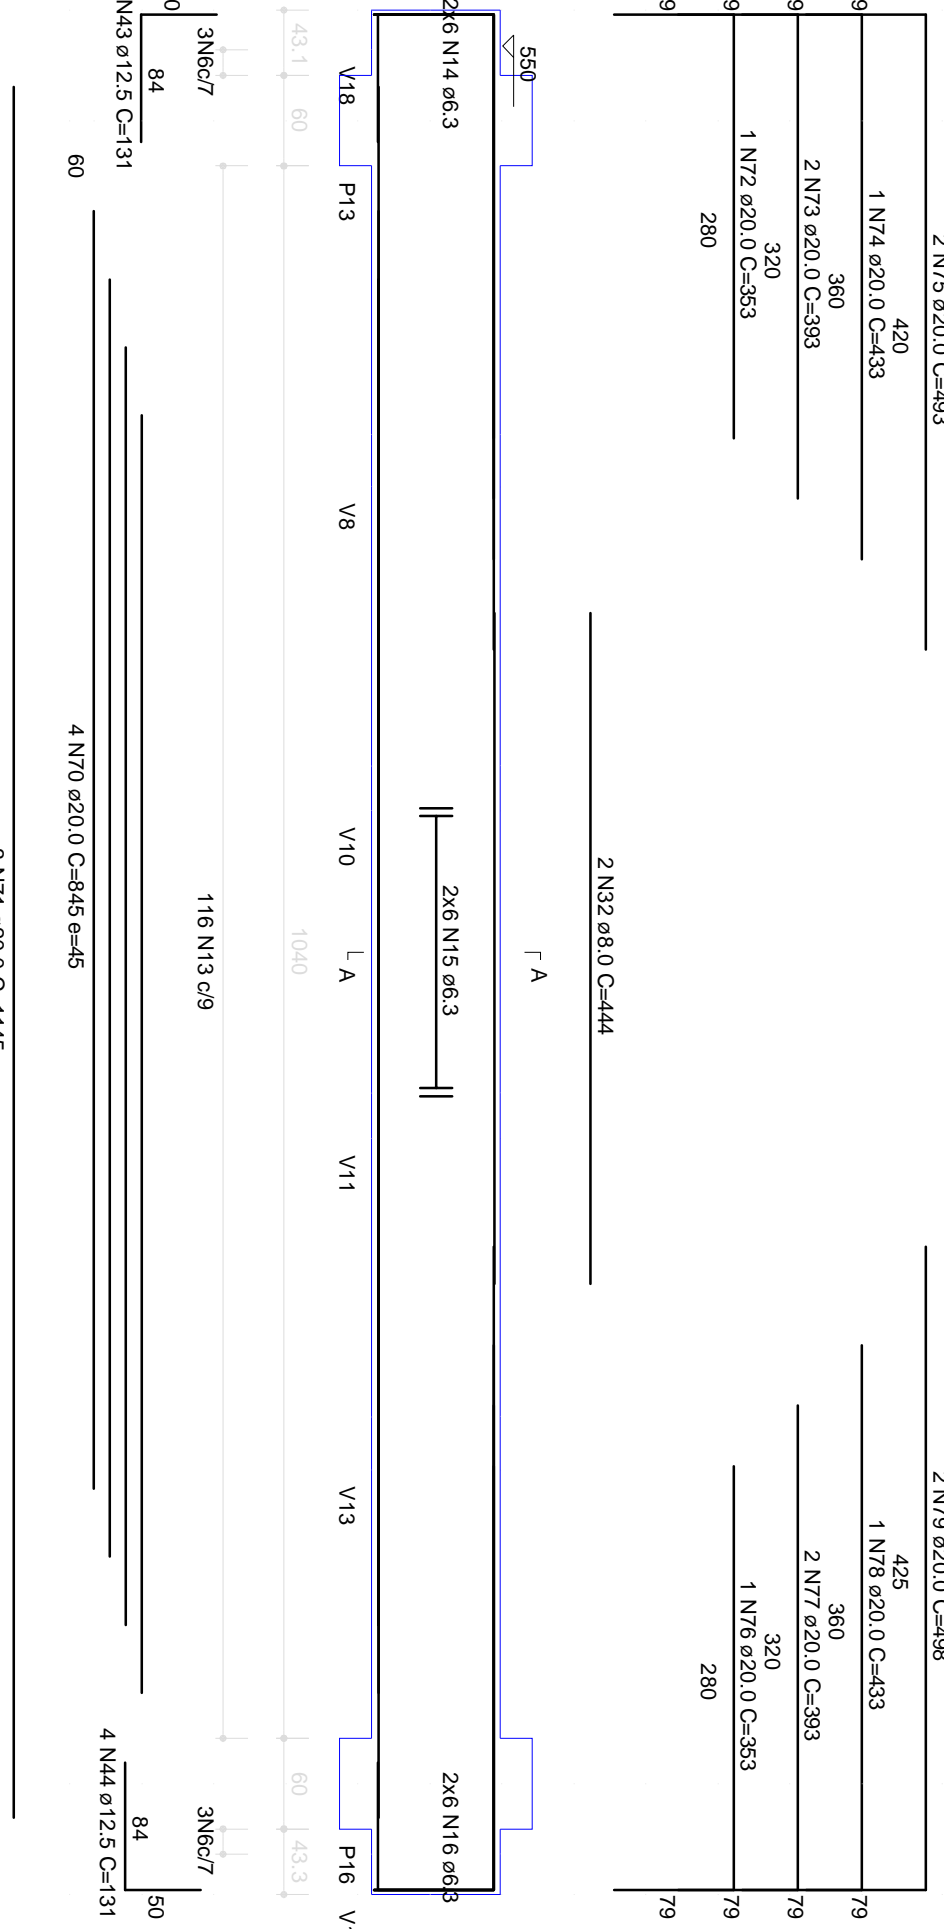 2 N75 ø20.0 C=493
420
1 N74 ø20.0 C=433
360
2 N73 ø20.0 C=393
320
1 N72 ø20.0 C=353
280
2 N79 ø20.0 C=498
425
1 N78 ø20.0 C=433
360
2 N77 ø20.0 C=393
320
1 N76 ø20.0 C=353
280
79
79
79
79
2 N32 ø8.0 C=444
550
A
2x6 N14 ø6.3
2x6 N15 ø6.3
2x6 N16 ø6.3
V18
P13
V8
V10
A
V11
V13
P16
43.1
60
1040
60
43.3
3N6c/7
116 N13 c/9
3N6c/7
84
N43 ø12.5 C=131
84
50
4 N44 ø12.5 C=131
60
4 N70 ø20.0 C=845 e=45